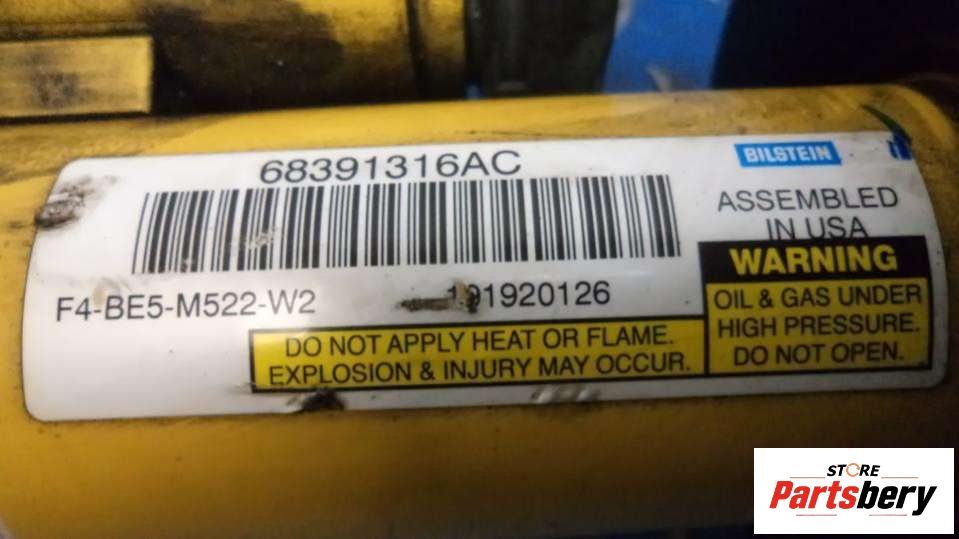 68391316AC
BILSTEIN
ASSEMBLED
IN USA
F4-BE5-M522-W2
191920126
WARNING
OIL & GAS UNDER
HIGH PRESSURE.
DO NOT OPEN.
DO NOT APPLY HEAT OR FLAME.
EXPLOSION & INJURY MAY OCCUR.
STORE
Partsbery